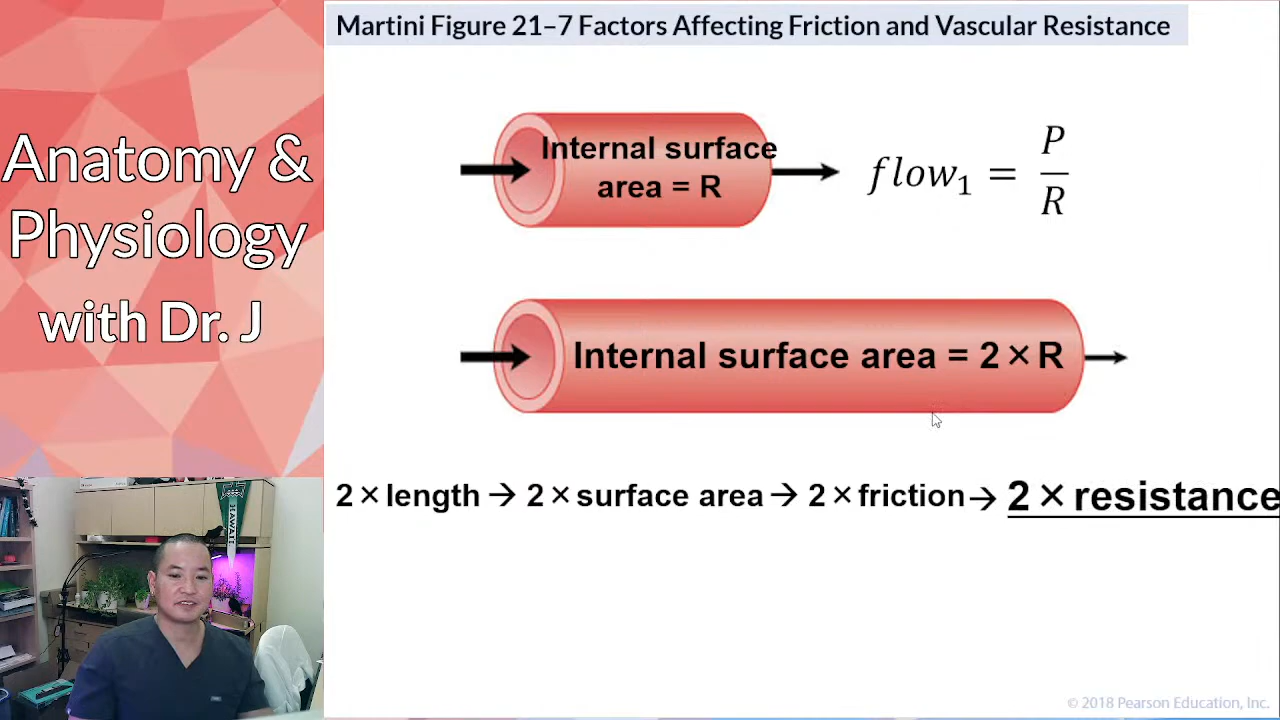 Martini Figure 21–7 Factors Affecting Friction and Vascular Resistance
Anatomy &
Physiology
with Dr. J
Internal surface
area = R
flow₁ = P/R
Internal surface area = 2 × R
2 × length → 2 × surface area → 2 × friction → 2 × resistance
HAWAI'I
© 2018 Pearson Education, Inc.